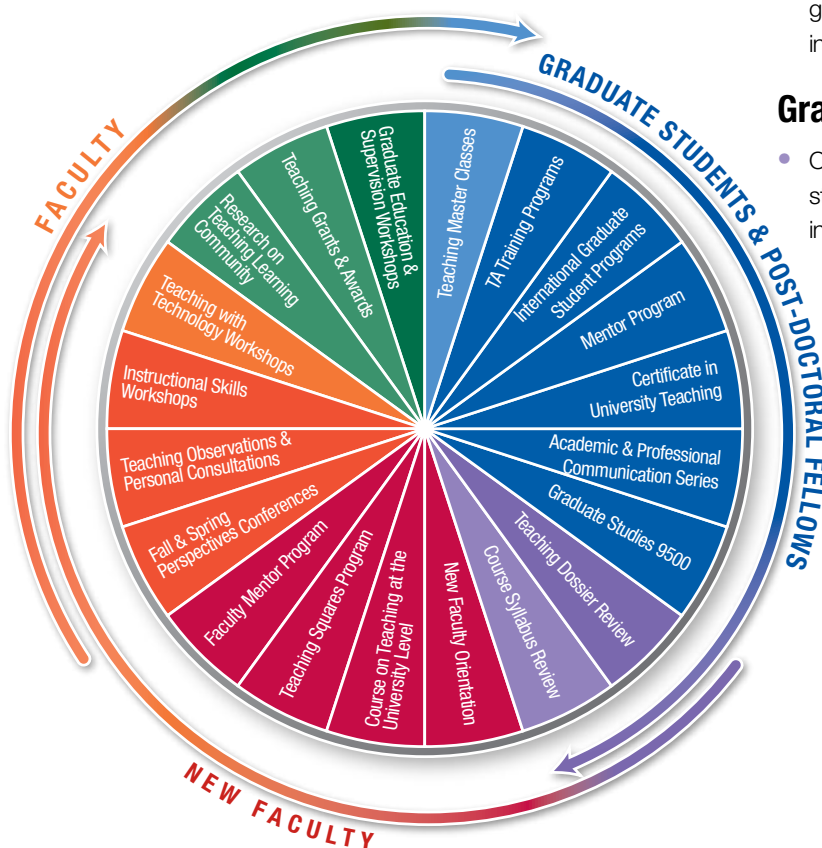 g
in
Gra
C
st
in
FACULTY
GRADUATE STUDENTS & POST-DOCTORAL FELLOWS
NEW FACULTY
Teaching Master Classes
TA Training Programs
International Graduate
Student Programs
Mentor Program
Certificate in
University Teaching
Academic & Professional
Communication Series
Graduate Studies 9500
Teaching Dossier Review
Course Syllabus Review
New Faculty Orientation
Course on Teaching at the
University Level
Teaching Squares Program
Faculty Mentor Program
Fall & Spring
Perspectives Conferences
Teaching Observations &
Personal Consultations
Instructional Skills
Workshops
Teaching with
Technology Workshops
Research on
Teaching Learning
Community
Teaching Grants & Awards
Graduate Education &
Supervision Workshops